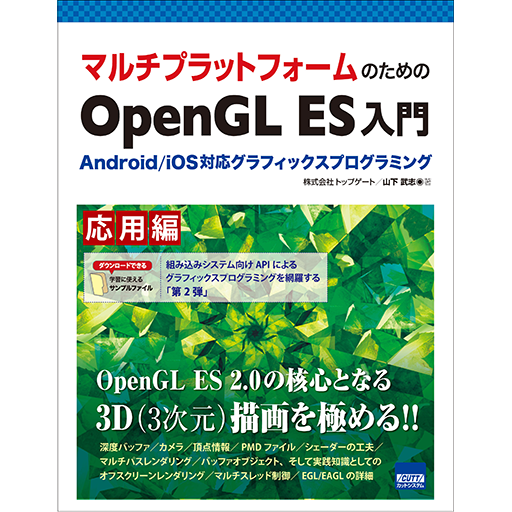 マルチプラットフォームのための
OpenGL ES入門
Android/iOS対応グラフィックスプログラミング
株式会社トップゲート／山下 武志◉著
応用編
ダウンロードできる
学習に使える
サンプルファイル
組み込みシステム向けAPIによる
グラフィックスプログラミングを網羅する
「第2弾」
OpenGL ES 2.0の核心となる
3D（3次元）描画を極める!!
深度バッファ／カメラ／頂点情報／PMDファイル／シェーダーの工夫／
マルチパスレンダリング／バッファオブジェクト、そして実践知識としての
オフスクリーンレンダリング／マルチスレッド制御／EGL/EAGLの詳細
/CUTT/
カットシステム